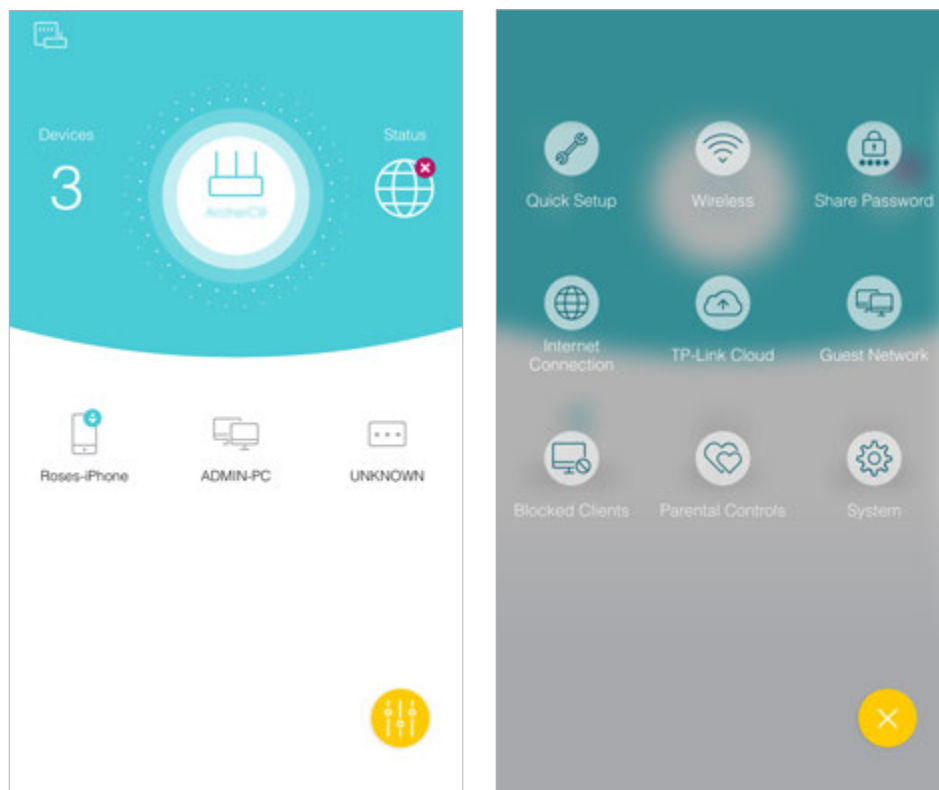 Devices
Status
3
ArcherC9
Roses-iPhone
ADMIN-PC
UNKNOWN
Quick Setup
Wireless
Share Password
Internet
Connection
TP-Link Cloud
Guest Network
Blocked Clients
Parental Controls
System